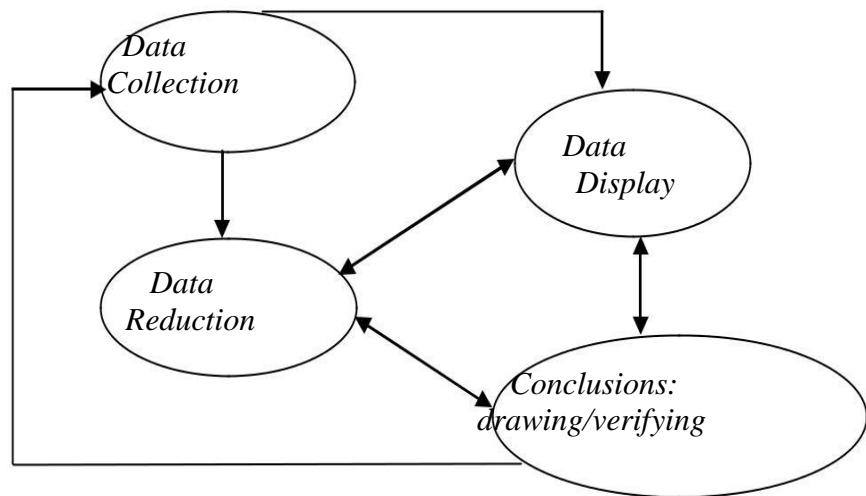 Data
Collection
Data
Display
Data
Reduction
Conclusions:
drawing/verifying